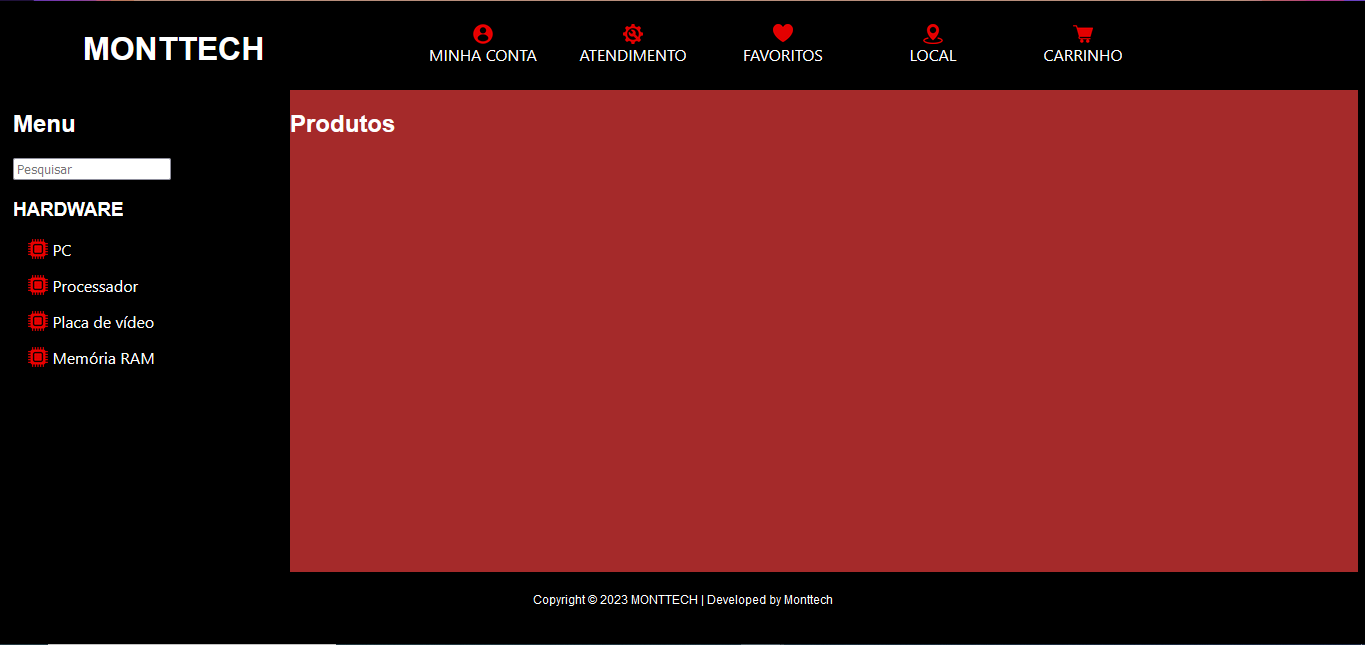 MONTTECH
MINHA CONTA
ATENDIMENTO
FAVORITOS
LOCAL
CARRINHO
Menu
Pesquisar
HARDWARE
PC
Processador
Placa de vídeo
Memória RAM
Produtos
Copyright © 2023 MONTTECH | Developed by Monttech